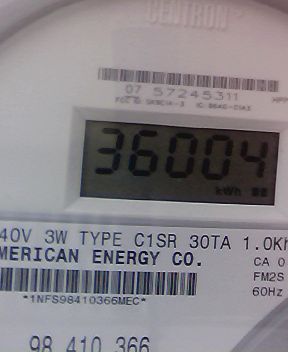 CENTRON
07 57245311
36004
kWh
40V 3W TYPE C1SR 30TA 1.0Kh
MERICAN ENERGY CO.
CA 0
FM2S
*1NFS98410366MEC*
60Hz
98 410 366